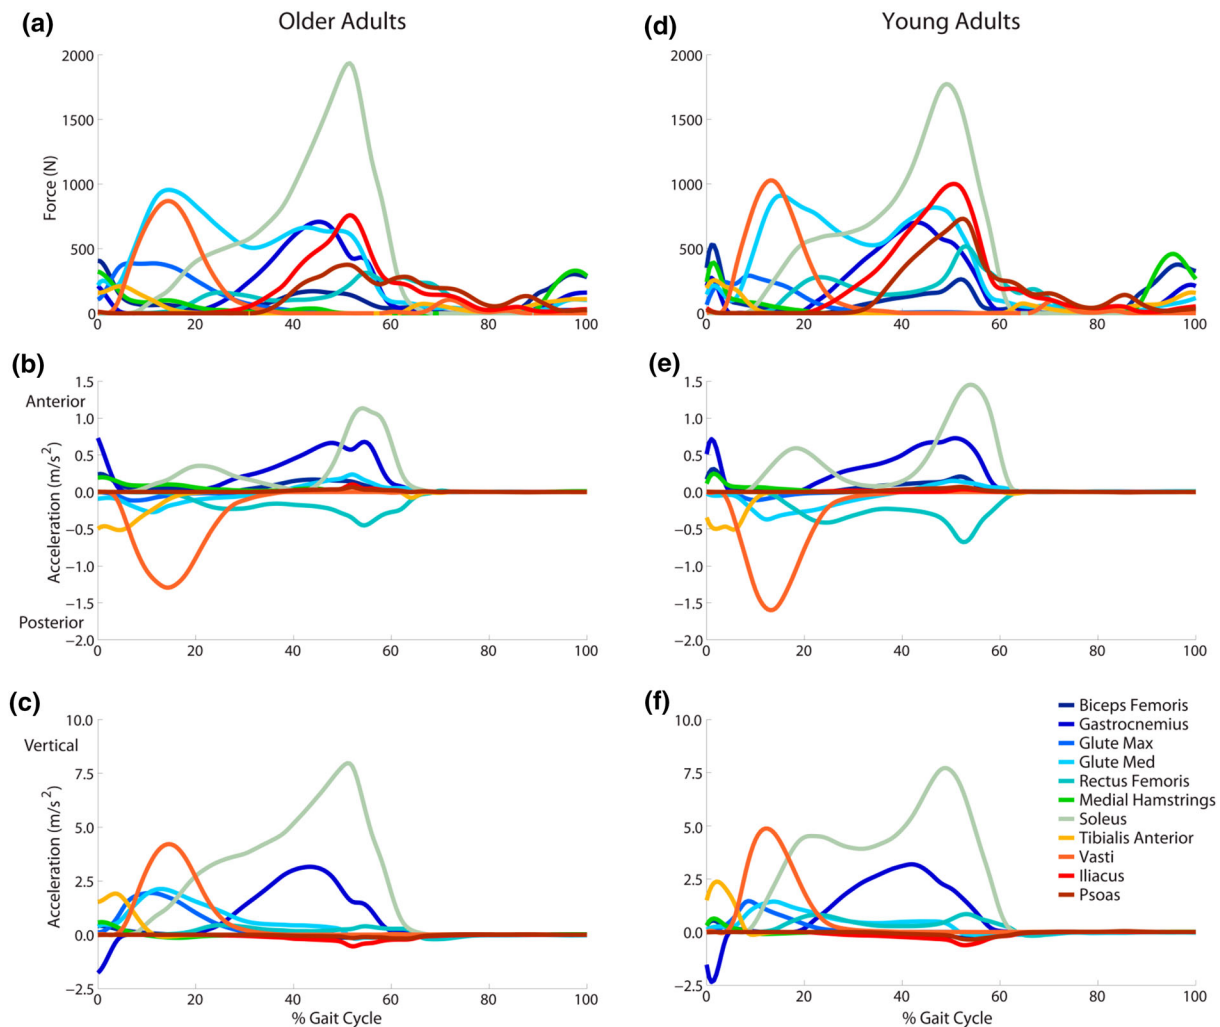 (a)
Older Adults
2000
1500
1000
500
0
Force (N)
0 20 40 60 80 100
(d)
Young Adults
2000
1500
1000
500
0
0 20 40 60 80 100
(b)
1.5
Anterior
1.0
0.5
0.0
−0.5
−1.0
−1.5
Posterior
−2.0
Acceleration (m/s²)
0 20 40 60 80 100
(e)
1.5
1.0
0.5
0.0
−0.5
−1.0
−1.5
−2.0
0 20 40 60 80 100
(c)
10.0
Vertical
7.5
5.0
2.5
0.0
−2.5
Acceleration (m/s²)
0 20 40 60 80 100
% Gait Cycle
(f)
10.0
7.5
5.0
2.5
0.0
−2.5
0 20 40 60 80 100
% Gait Cycle
Biceps Femoris
Gastrocnemius
Glute Max
Glute Med
Rectus Femoris
Medial Hamstrings
Soleus
Tibialis Anterior
Vasti
Iliacus
Psoas